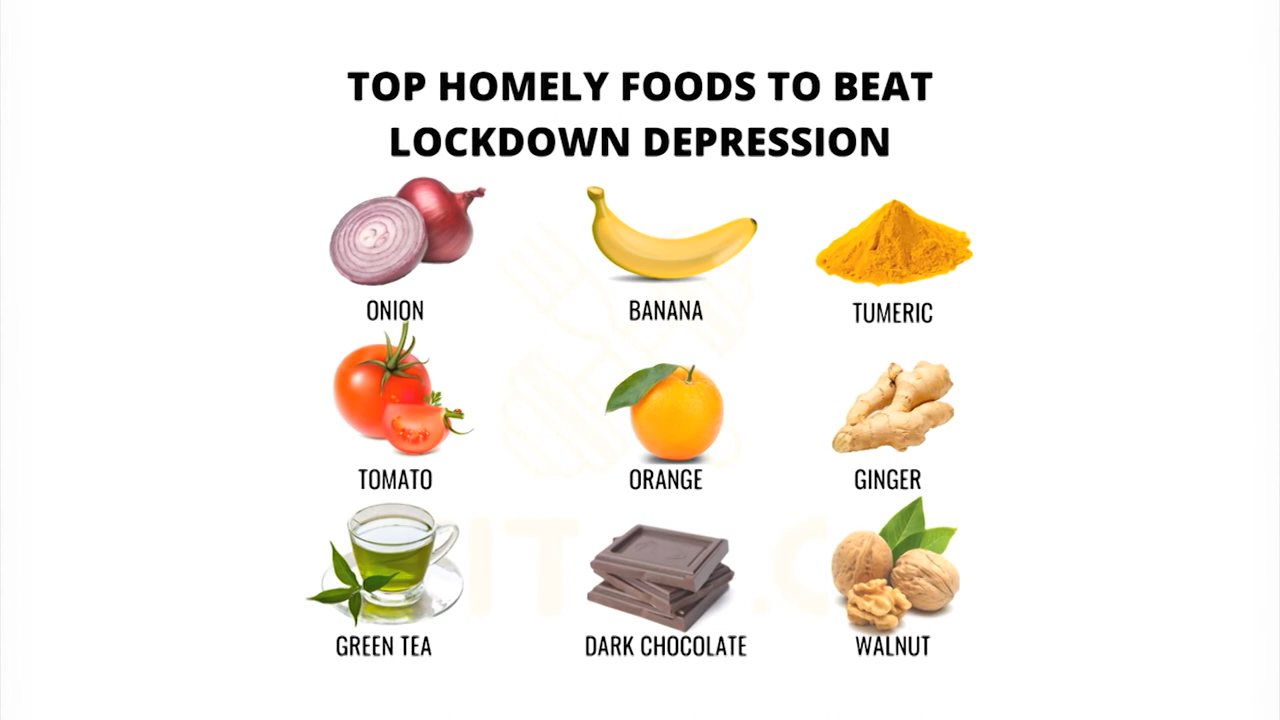 TOP HOMELY FOODS TO BEAT
LOCKDOWN DEPRESSION
ONION
BANANA
TUMERIC
TOMATO
ORANGE
GINGER
GREEN TEA
DARK CHOCOLATE
WALNUT